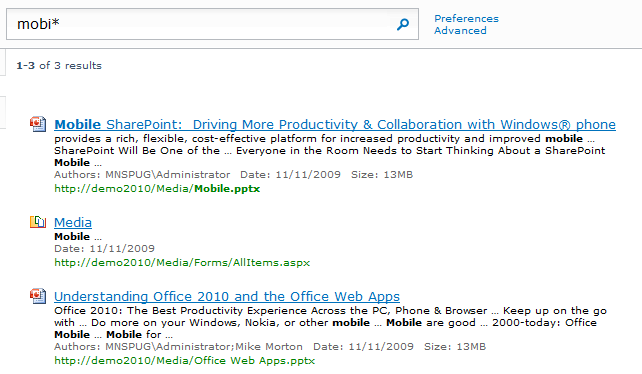 mobi*
Preferences
Advanced
1-3 of 3 results
Mobile SharePoint:  Driving More Productivity & Collaboration with Windows® phone
provides a rich, flexible, cost-effective platform for increased productivity and improved mobile ...
SharePoint Will Be One of the ... Everyone in the Room Needs to Start Thinking About a SharePoint
Mobile ...
Authors: MNSPUG\Administrator   Date: 11/11/2009   Size: 13MB
http://demo2010/Media/Mobile.pptx
Media
Mobile ...
Date: 11/11/2009
http://demo2010/Media/Forms/AllItems.aspx
Understanding Office 2010 and the Office Web Apps
Office 2010: The Best Productivity Experience Across the PC, Phone & Browser ... Keep up on the go
with ... Do more on your Windows, Nokia, or other mobile ... Mobile are good ... 2000-today: Office
Mobile ... Mobile for ...
Authors: MNSPUG\Administrator;Mike Morton   Date: 11/11/2009   Size: 13MB
http://demo2010/Media/Office Web Apps.pptx